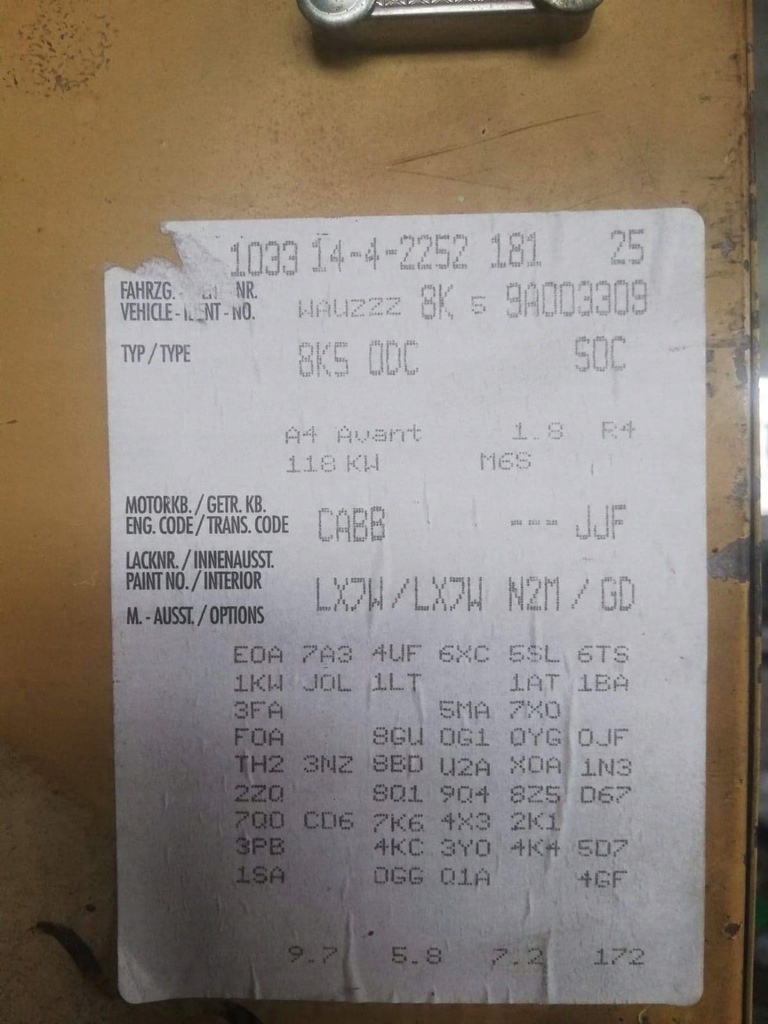 1033 14-4-2252 181 25
FAHRZG. - NR.
VEHICLE - IDENT - NO. WAUZZZ 8K 5 9A003309
TYP / TYPE 8K5 0DC SOC
A4 Avant 1.8 R4
118 KW M6S
MOTORKB. / GETR. KB.
ENG. CODE / TRANS. CODE CABB --- JJF
LACKNR. / INNENAUSST.
PAINT NO. / INTERIOR LX7W / LX7W N2M / GD
M. - AUSST. / OPTIONS
E0A 7A3 4UF 6XC 5SL 6TS
1KW J0L 1LT 1AT 1BA
3FA 5MA 7X0
F0A 8GU 0G1 0YG 0JF
TH2 3NZ 8BD U2A X0A 1N3
2ZQ 8Q1 9Q4 8Z5 D67
7Q0 CD6 7K6 4X3 2K1
3PB 4KC 3Y0 4K4 5D7
1SA 0GG Q1A 4GF
9.7 5.8 7.2 172